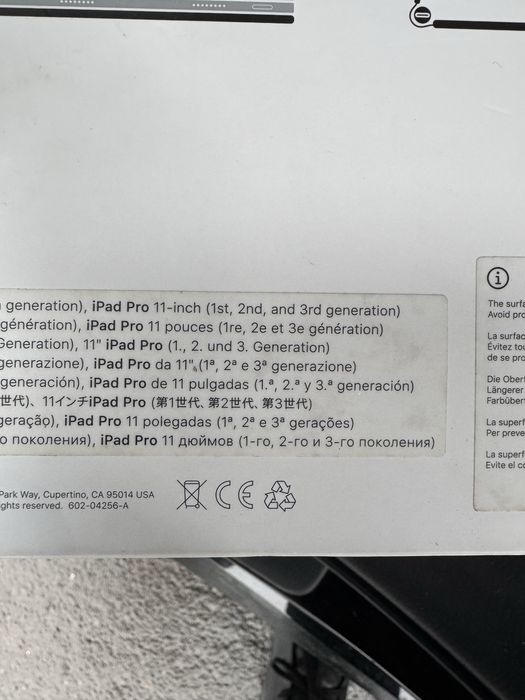 generation), iPad Pro 11-inch (1st, 2nd, and 3rd generation)
génération), iPad Pro 11 pouces (1re, 2e et 3e génération)
Generation), 11" iPad Pro (1., 2. und 3. Generation)
generazione), iPad Pro da 11" (1ª, 2ª e 3ª generazione)
generación), iPad Pro de 11 pulgadas (1.ª, 2.ª y 3.ª generación)
世代)、11インチiPad Pro (第1世代、第2世代、第3世代)
geração), iPad Pro 11 polegadas (1ª, 2ª e 3ª gerações)
го поколения), iPad Pro 11 дюймов (1-го, 2-го и 3-го поколения)
Park Way, Cupertino, CA 95014 USA
ights reserved. 602-04256-A
CE
The surfa
Avoid pro
La surfac
Évitez tou
de se pro
Die Ober
Längerer
Farbüber
La superf
Per preve
La superf
Evite el co